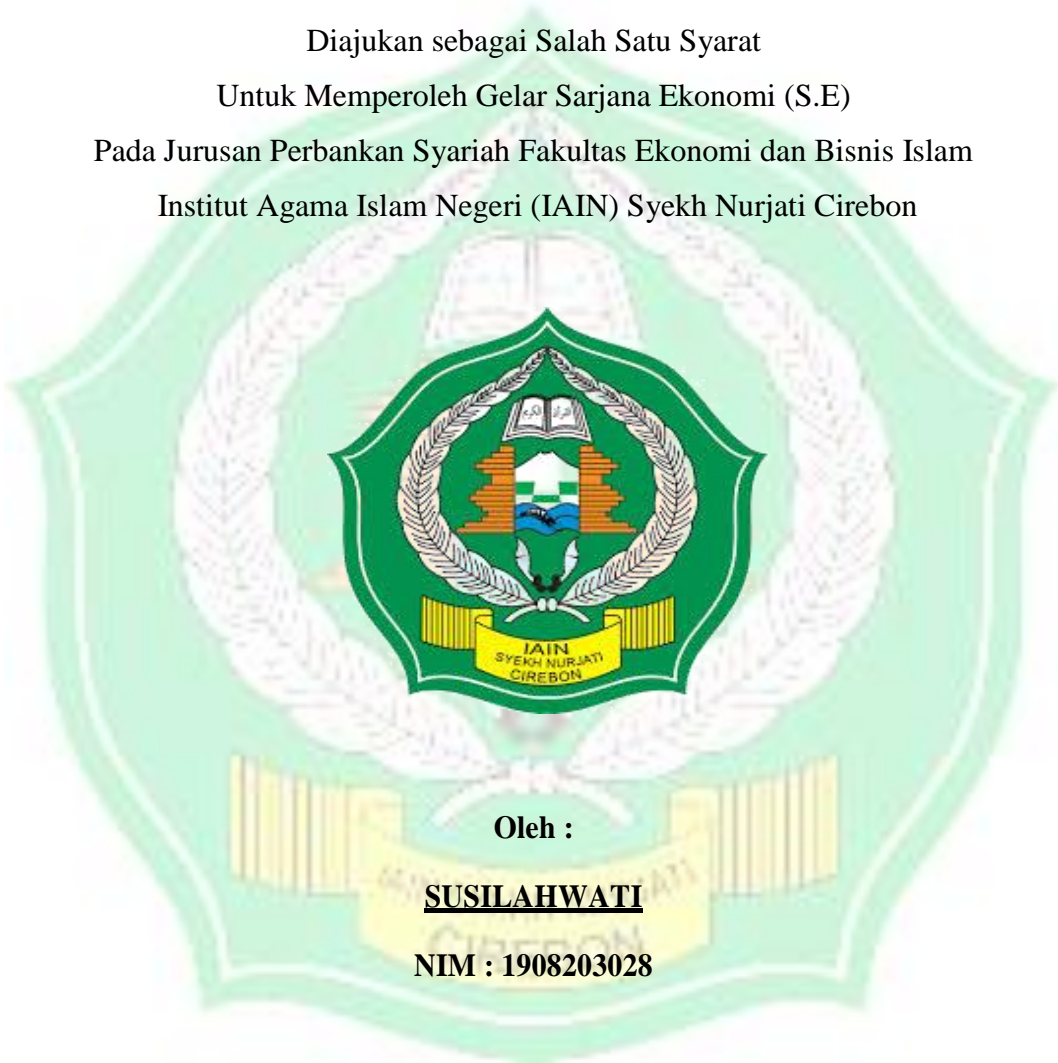 Diajukan sebagai Salah Satu Syarat
Untuk Memperoleh Gelar Sarjana Ekonomi (S.E)
Pada Jurusan Perbankan Syariah Fakultas Ekonomi dan Bisnis Islam
Institut Agama Islam Negeri (IAIN) Syekh Nurjati Cirebon
IAIN
SYEKH NURJATI
CIREBON
Oleh :
SUSILAHWATI
NIM : 1908203028